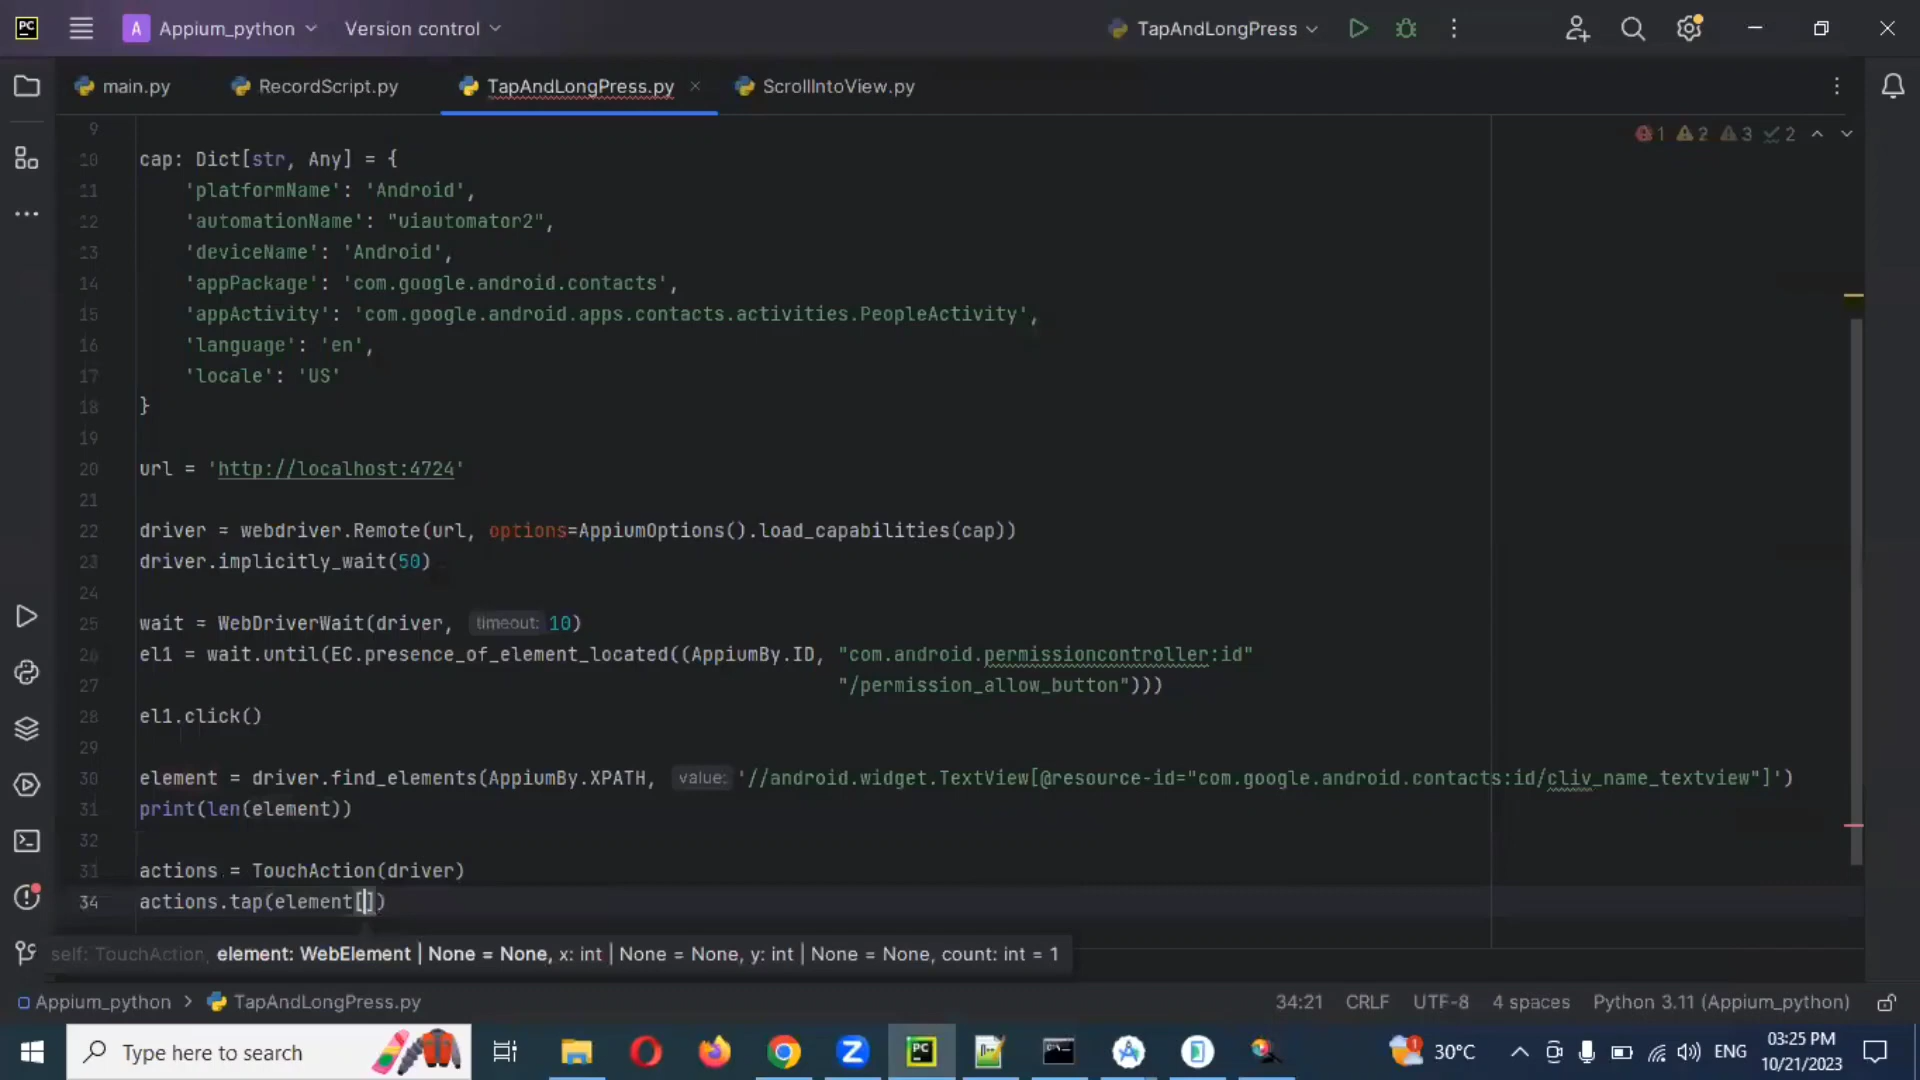 PC A Appium_python Version control TapAndLongPress
main.py RecordScript.py TapAndLongPress.py ScrollIntoView.py
9 1 2 3 2
10 cap: Dict[str, Any] = {
11 'platformName': 'Android',
12 'automationName': "uiautomator2",
13 'deviceName': 'Android',
14 'appPackage': 'com.google.android.contacts',
15 'appActivity': 'com.google.android.apps.contacts.activities.PeopleActivity',
16 'language': 'en',
17 'locale': 'US'
18 }
19
20 url = 'http://localhost:4724'
21
22 driver = webdriver.Remote(url, options=AppiumOptions().load_capabilities(cap))
23 driver.implicitly_wait(50)
24
25 wait = WebDriverWait(driver, timeout: 10)
26 el1 = wait.until(EC.presence_of_element_located((AppiumBy.ID, "com.android.permissioncontroller:id"
27 "/permission_allow_button")))
28 el1.click()
29
30 element = driver.find_elements(AppiumBy.XPATH, value: '//android.widget.TextView[@resource-id="com.google.android.contacts:id/cliv_name_textview"]')
31 print(len(element))
32
33 actions = TouchAction(driver)
34 actions.tap(element[])
self: TouchAction, element: WebElement | None = None, x: int | None = None, y: int | None = None, count: int = 1
Appium_python > TapAndLongPress.py 34:21 CRLF UTF-8 4 spaces Python 3.11 (Appium_python)
Type here to search PC 30°C ENG 03:25 PM
10/21/2023